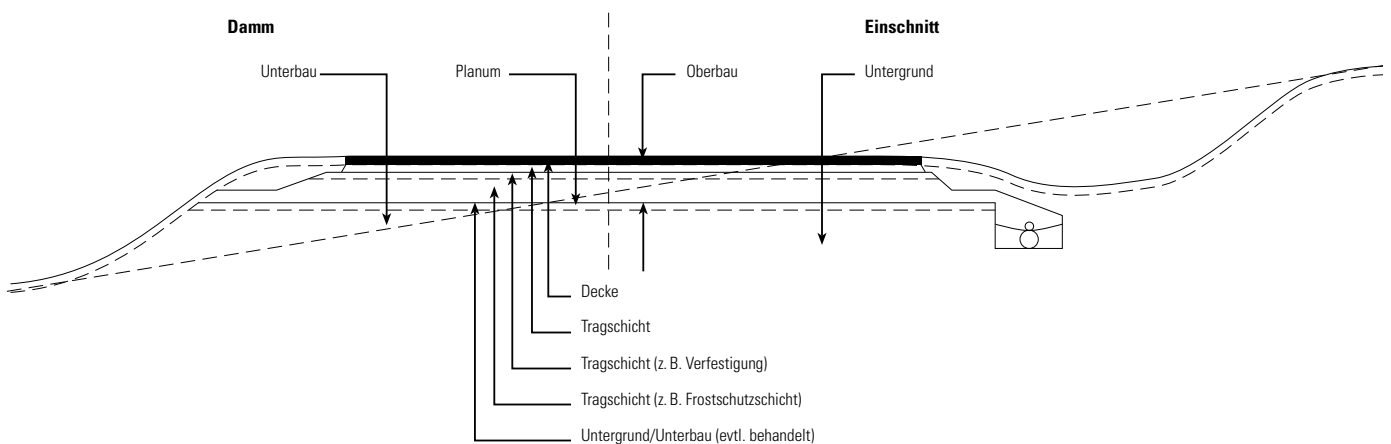 Damm
Einschnitt
Unterbau
Planum
Oberbau
Untergrund
Decke
Tragschicht
Tragschicht (z. B. Verfestigung)
Tragschicht (z. B. Frostschutzschicht)
Untergrund/Unterbau (evtl. behandelt)